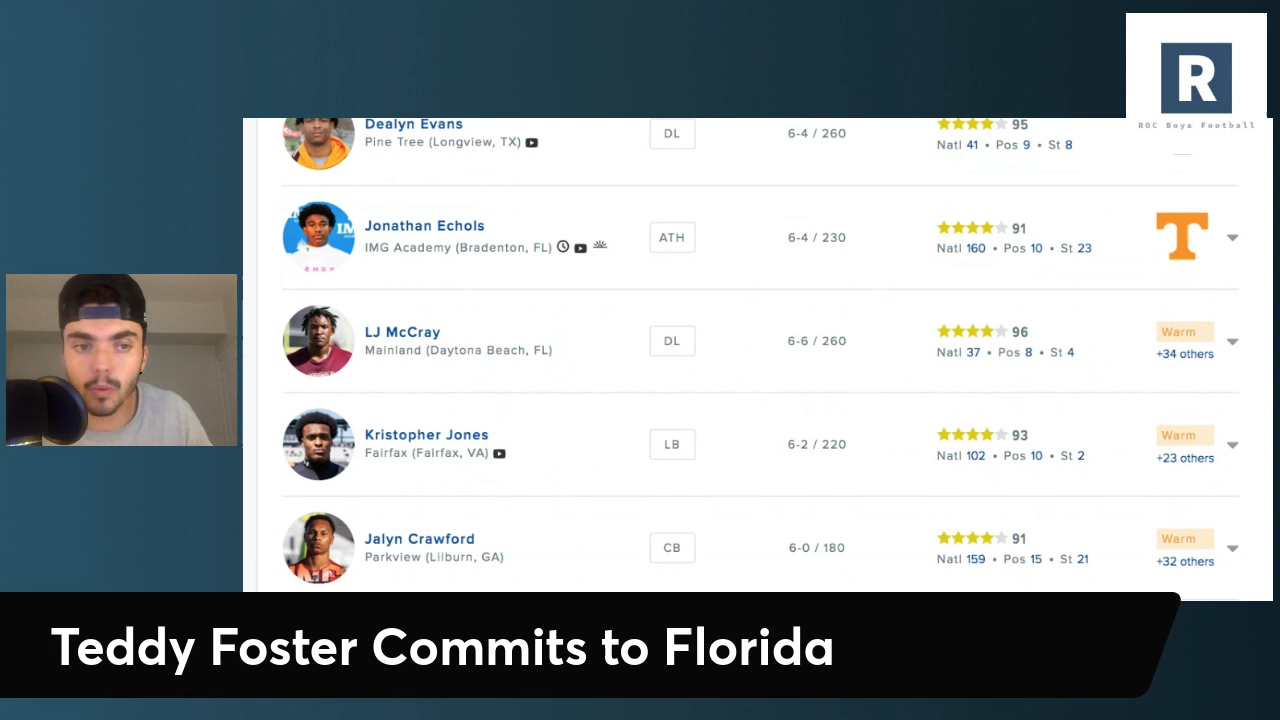 R
ROC Boys Football
Dealyn Evans
Pine Tree (Longview, TX)
DL
6-4 / 260
95
Natl 41 • Pos 9 • St 8
Jonathan Echols
IMG Academy (Bradenton, FL)
ATH
6-4 / 230
91
Natl 160 • Pos 10 • St 23
T
LJ McCray
Mainland (Daytona Beach, FL)
DL
6-6 / 260
96
Natl 37 • Pos 8 • St 4
Warm
+34 others
Kristopher Jones
Fairfax (Fairfax, VA)
LB
6-2 / 220
93
Natl 102 • Pos 10 • St 2
Warm
+23 others
Jalyn Crawford
Parkview (Lilburn, GA)
CB
6-0 / 180
91
Natl 159 • Pos 15 • St 21
Warm
+32 others
Teddy Foster Commits to Florida